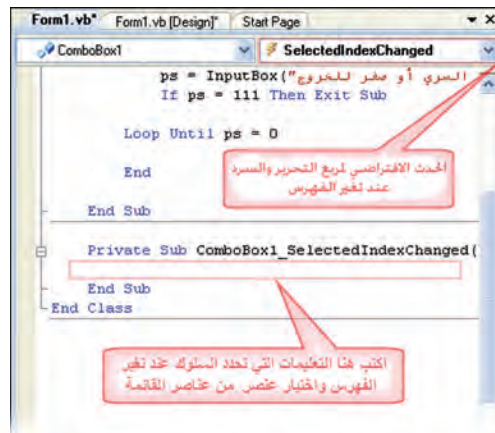 Form1.vb* Form1.vb [Design]* Start Page
ComboBox1 SelectedIndexChanged
ps = InputBox("السري أو صفر للخروج
If ps = 111 Then Exit Sub
Loop Until ps = 0
الحدث الافتراضي لمربع التحرير والسرد
عند تغير الفهرس
End
End Sub
Private Sub ComboBox1_SelectedIndexChanged(
End Sub
End Class
اكتب هنا التعليمات التي تحدد السلوك عند تغير
الفهرس واختيار عنصر من عناصر القائمة